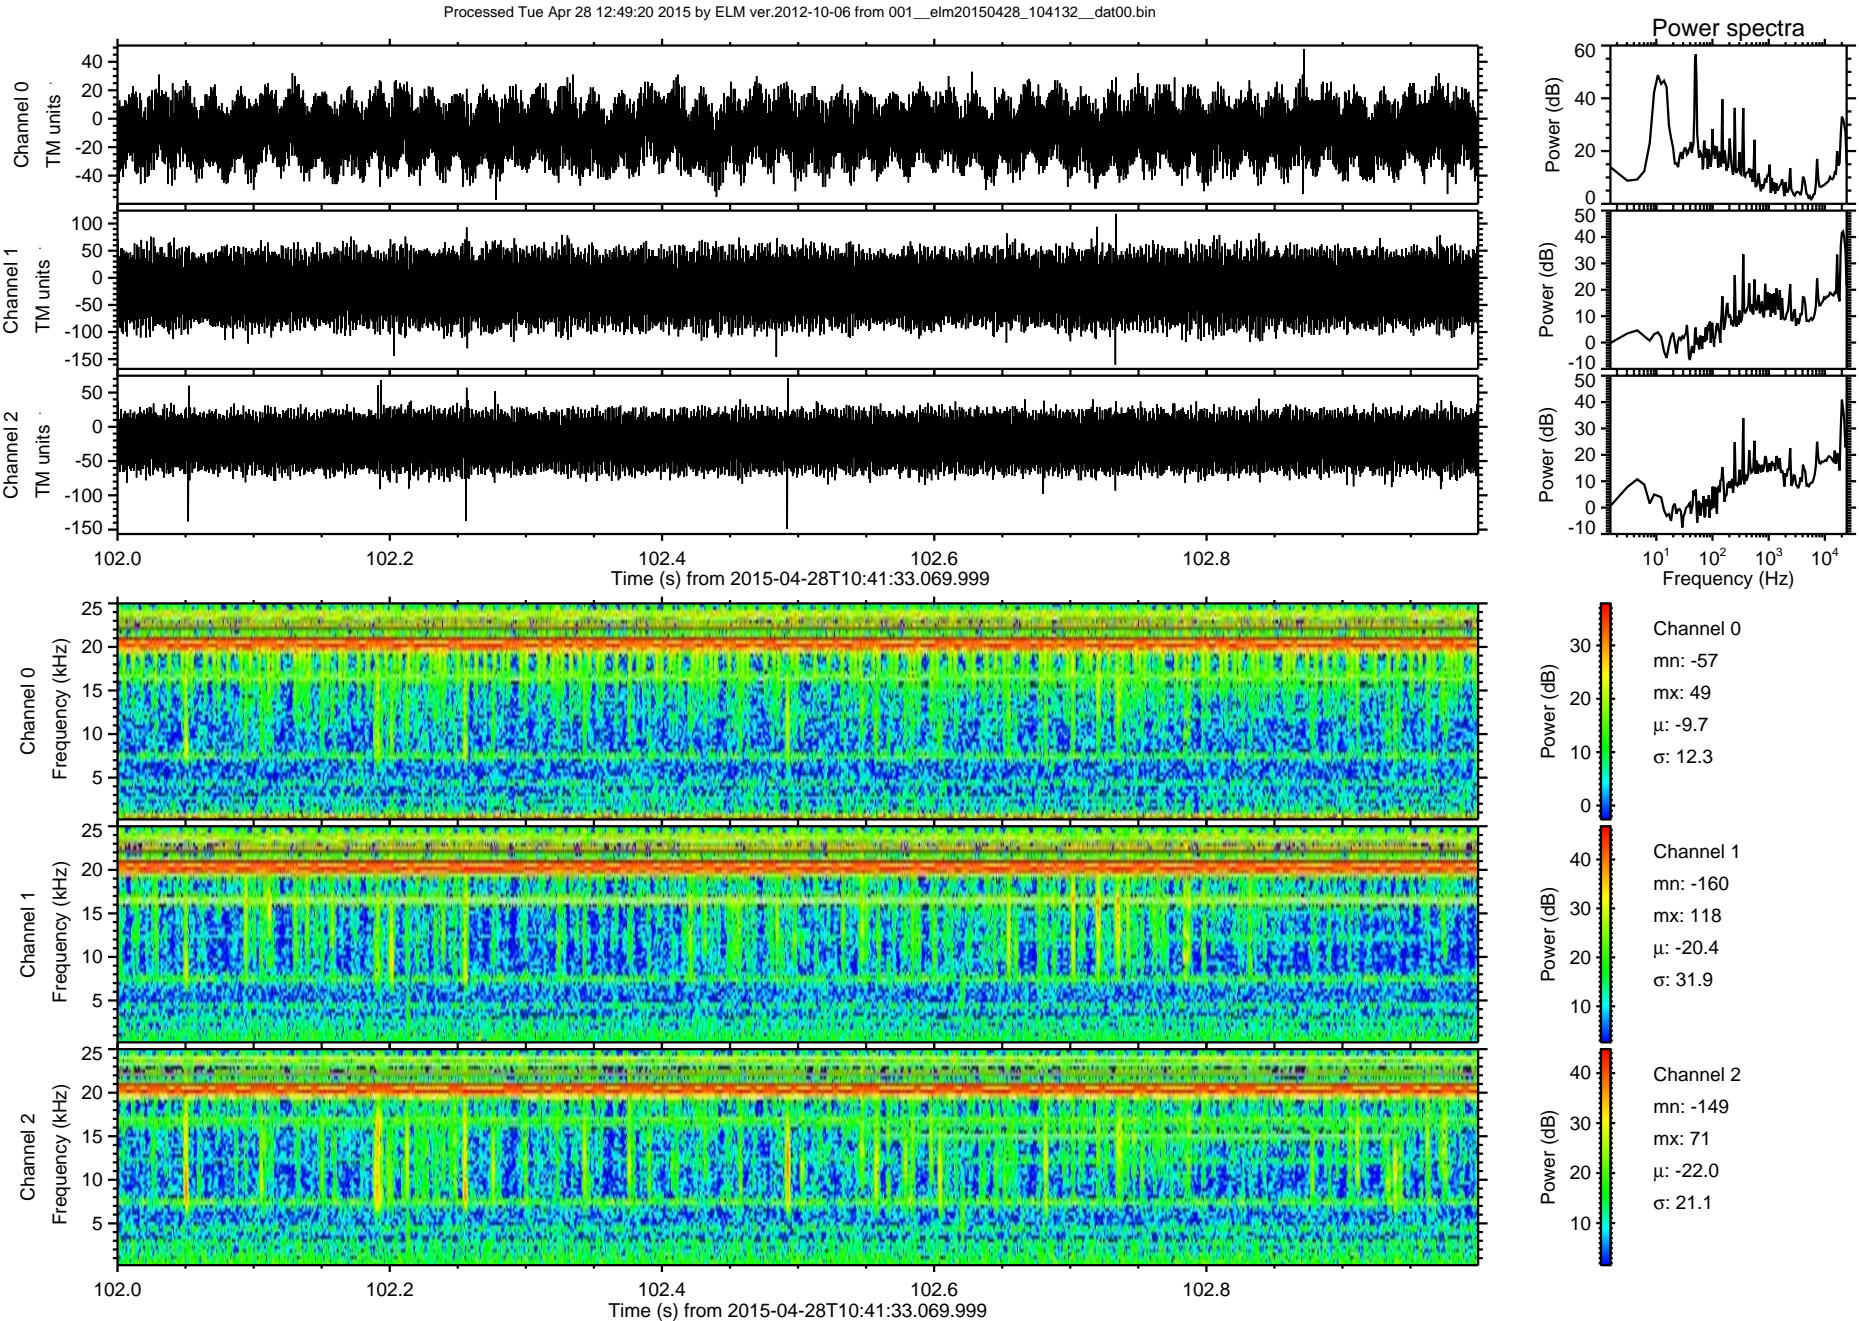 Processed Tue Apr 28 12:49:20 2015 by ELM ver.2012-10-06 from 001__elm20150428_104132__dat00.bin
Power spectra
Channel 0
TM units
40
20
0
-20
-40
Power (dB)
60
40
20
0
Channel 1
TM units
100
50
0
-50
-100
-150
Power (dB)
50
40
30
20
10
0
-10
Channel 2
TM units
50
0
-50
-100
-150
Power (dB)
50
40
30
20
10
0
-10
102.0 102.2 102.4 102.6 102.8
Time (s) from 2015-04-28T10:41:33.069.999
10^1 10^2 10^3 10^4
Frequency (Hz)
Channel 0
Frequency (kHz)
25
20
15
10
5
Power (dB)
30
20
10
0
Channel 0
mn: -57
mx: 49
μ: -9.7
σ: 12.3
Channel 1
Frequency (kHz)
25
20
15
10
5
Power (dB)
40
30
20
10
Channel 1
mn: -160
mx: 118
μ: -20.4
σ: 31.9
Channel 2
Frequency (kHz)
25
20
15
10
5
Power (dB)
40
30
20
10
Channel 2
mn: -149
mx: 71
μ: -22.0
σ: 21.1
102.0 102.2 102.4 102.6 102.8
Time (s) from 2015-04-28T10:41:33.069.999